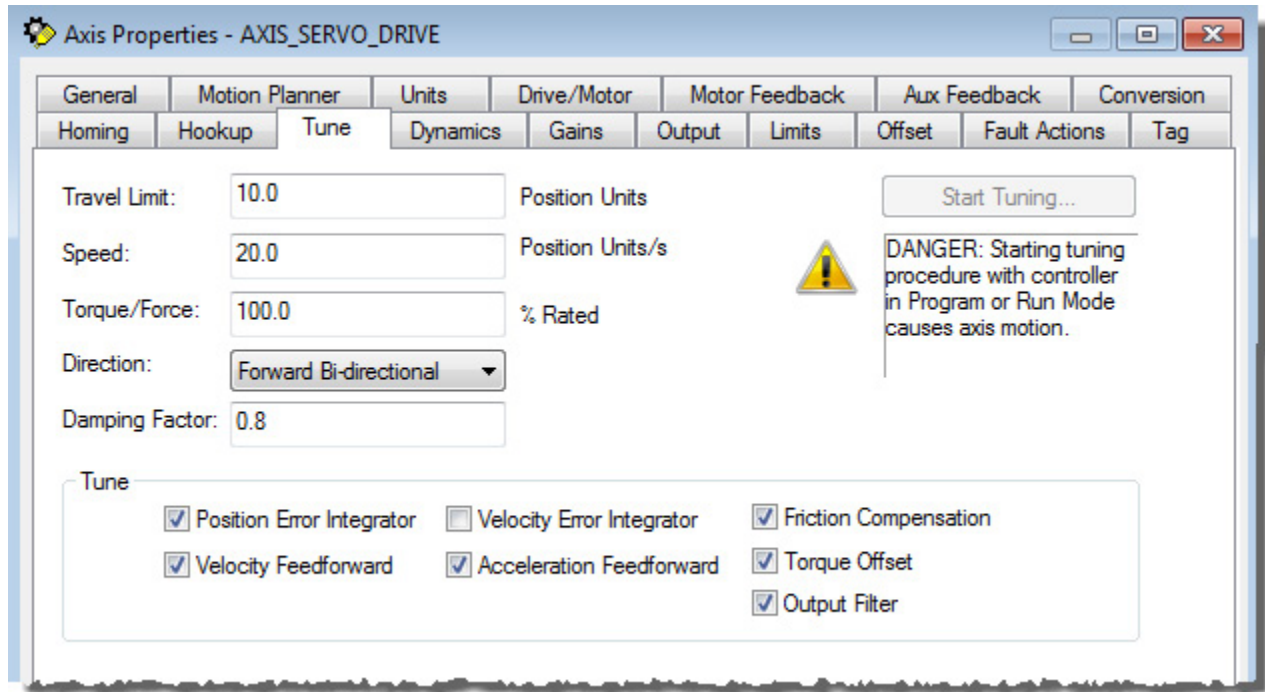 Axis Properties - AXIS_SERVO_DRIVE
General Motion Planner Units Drive/Motor Motor Feedback Aux Feedback Conversion
Homing Hookup Tune Dynamics Gains Output Limits Offset Fault Actions Tag
Travel Limit: 10.0 Position Units Start Tuning...
Speed: 20.0 Position Units/s
DANGER: Starting tuning
procedure with controller
in Program or Run Mode
causes axis motion.
Torque/Force: 100.0 % Rated
Direction: Forward Bi-directional
Damping Factor: 0.8
Tune
Position Error Integrator Velocity Error Integrator Friction Compensation
Velocity Feedforward Acceleration Feedforward Torque Offset
Output Filter